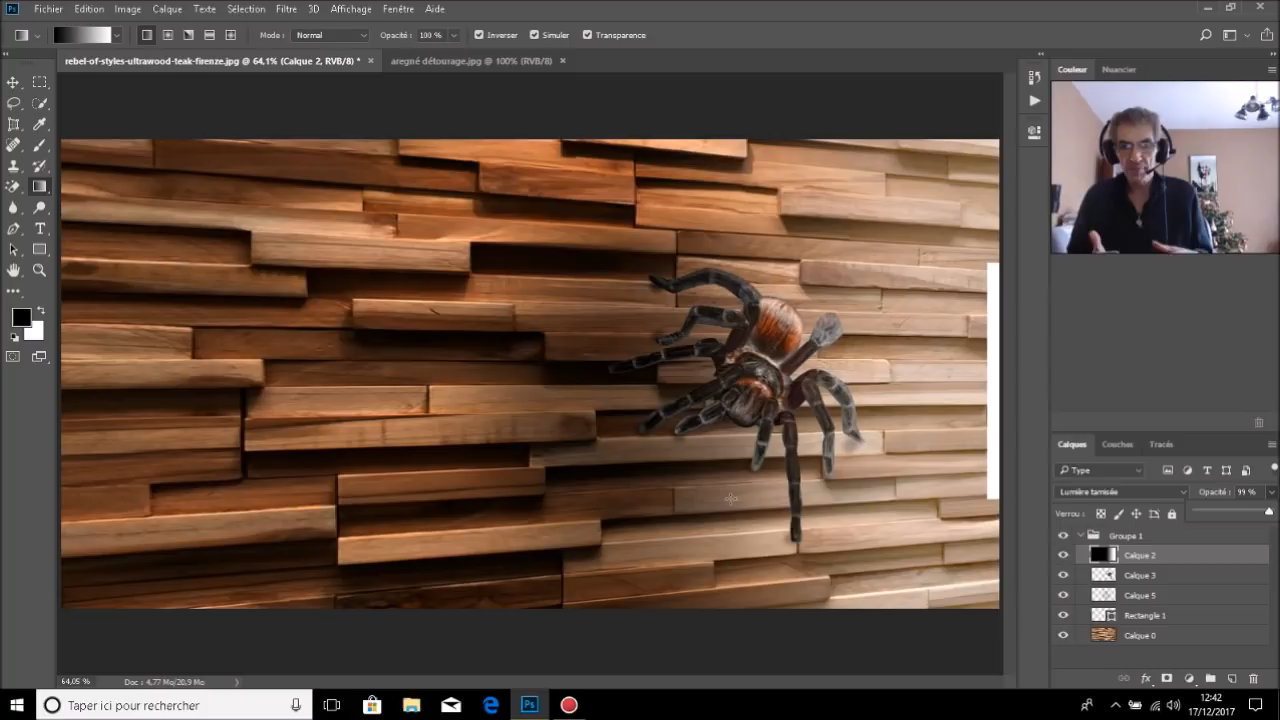 Ps Fichier Edition Image Calque Texte Sélection Filtre 3D Affichage Fenêtre Aide
Mode : Normal Opacité : 100 % Inverser Simuler Transparence
rebel-of-styles-ultrawood-teak-firenze.jpg @ 64,1% (Calque 2, RVB/8) * × aregné détourage.jpg @ 100% (RVB/8) ×
Couleur Nuancier
Calques Couches Tracés
Type
Lumière tamisée Opacité : 99 %
Verrou :
Groupe 1
Calque 2
Calque 3
Calque 5
Rectangle 1
Calque 0
64,05 % Doc : 4,77 Mo/20,9 Mo
Taper ici pour rechercher
Ps
12:42
17/12/2017